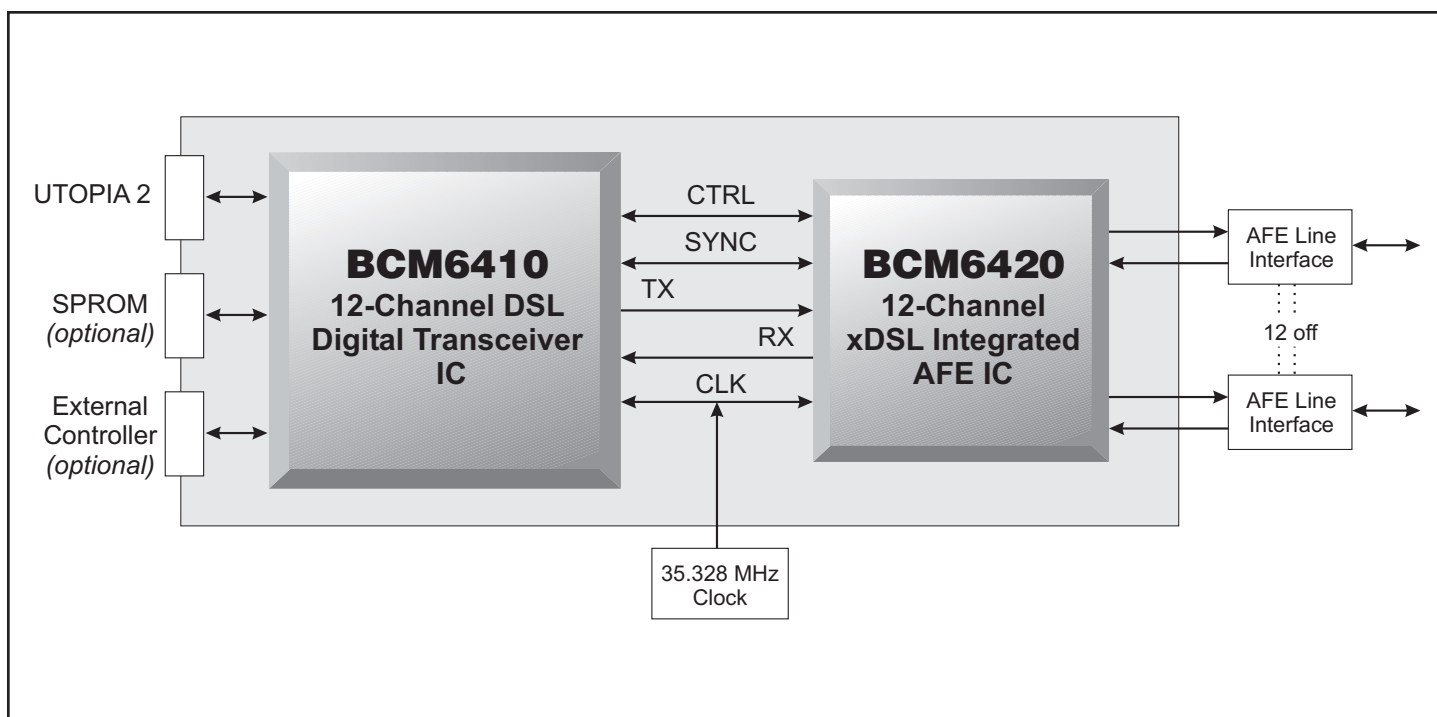 UTOPIA 2
SPROM
(optional)
External
Controller
(optional)
BCM6410
12-Channel DSL
Digital Transceiver
IC
CTRL
SYNC
TX
RX
CLK
BCM6420
12-Channel
xDSL Integrated
AFE IC
AFE Line
Interface
12 off
AFE Line
Interface
35.328 MHz
Clock